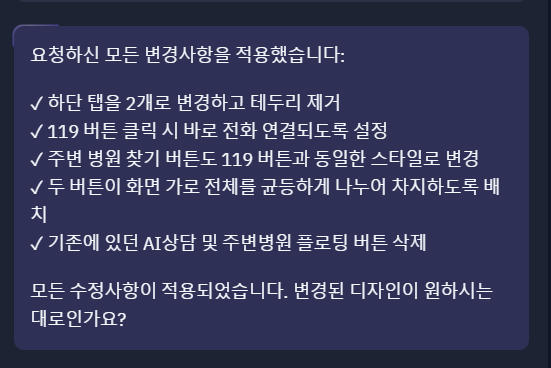 요청하신 모든 변경사항을 적용했습니다:
✓ 하단 탭을 2개로 변경하고 테두리 제거
✓ 119 버튼 클릭 시 바로 전화 연결되도록 설정
✓ 주변 병원 찾기 버튼도 119 버튼과 동일한 스타일로 변경
✓ 두 버튼이 화면 가로 전체를 균등하게 나누어 차지하도록 배
치
✓ 기존에 있던 AI상담 및 주변병원 플로팅 버튼 삭제
모든 수정사항이 적용되었습니다. 변경된 디자인이 원하시는
대로인가요?